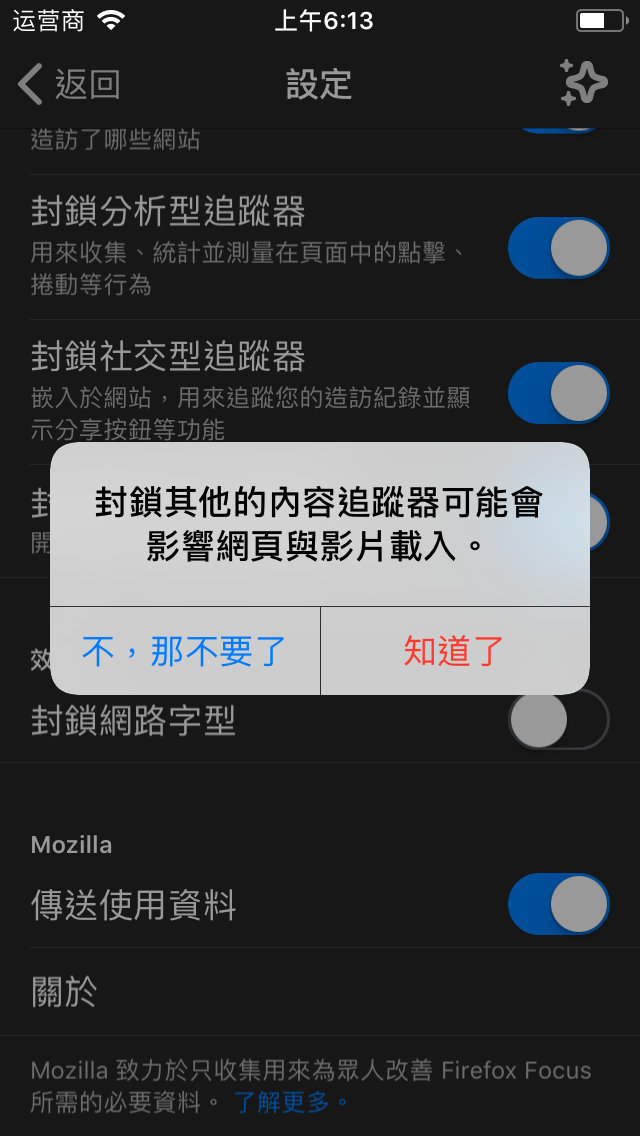 运营商
上午6:13
返回
設定
造訪了哪些網站
封鎖分析型追蹤器
用來收集、統計並測量在頁面中的點擊、
捲動等行為
封鎖社交型追蹤器
嵌入於網站，用來追蹤您的造訪紀錄並顯
示分享按鈕等功能
封
開
封鎖其他的內容追蹤器可能會
影響網頁與影片載入。
不，那不要了
知道了
效
封鎖網路字型
Mozilla
傳送使用資料
關於
Mozilla 致力於只收集用來為眾人改善 Firefox Focus
所需的必要資料。 了解更多。